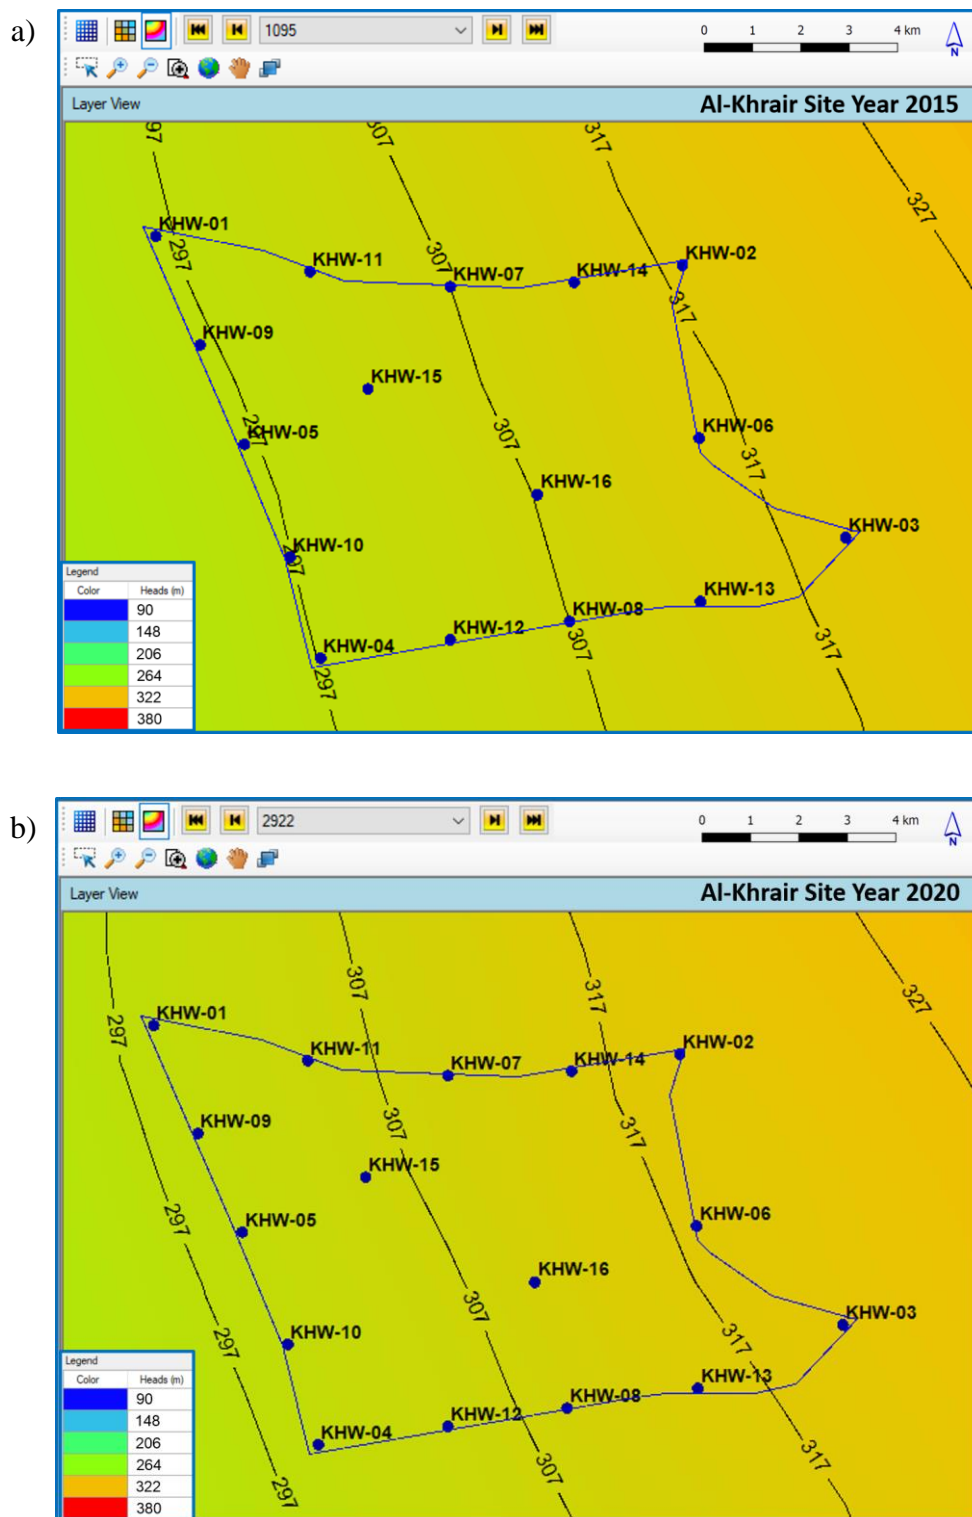 a)
1095
0 1 2 3 4 km
N
Layer View
Al-Khrair Site Year 2015
97
307
317
327
KHW-01
297
KHW-11
307
KHW-07
KHW-14
KHW-02
317
KHW-09
KHW-15
297
KHW-05
307
KHW-06
317
KHW-16
KHW-10
297
KHW-03
KHW-13
KHW-08
KHW-12
KHW-04
297
307
317
Legend
Color Heads (m)
90
148
206
264
322
380
b)
2922
0 1 2 3 4 km
N
Layer View
Al-Khrair Site Year 2020
307
317
327
KHW-01
297
KHW-11
KHW-07
KHW-14
KHW-02
KHW-09
307
317
KHW-15
297
KHW-05
KHW-06
KHW-16
307
KHW-10
297
317
KHW-03
KHW-13
KHW-08
KHW-12
KHW-04
297
307
317
Legend
Color Heads (m)
90
148
206
264
322
380